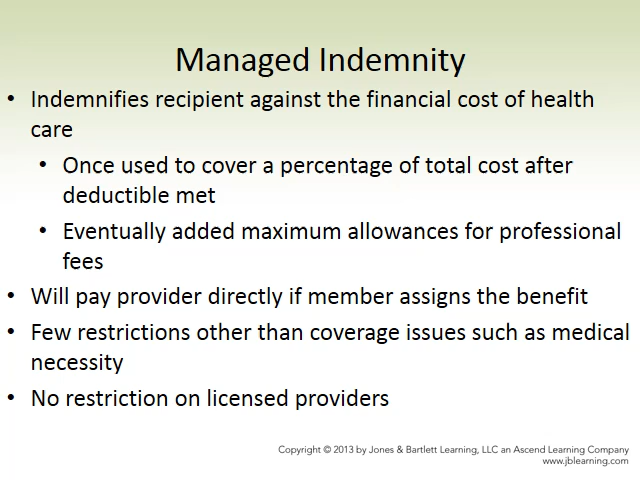 Managed Indemnity
• Indemnifies recipient against the financial cost of health
care
• Once used to cover a percentage of total cost after
deductible met
• Eventually added maximum allowances for professional
fees
• Will pay provider directly if member assigns the benefit
• Few restrictions other than coverage issues such as medical
necessity
• No restriction on licensed providers
Copyright © 2013 by Jones & Bartlett Learning, LLC an Ascend Learning Company
www.jblearning.com